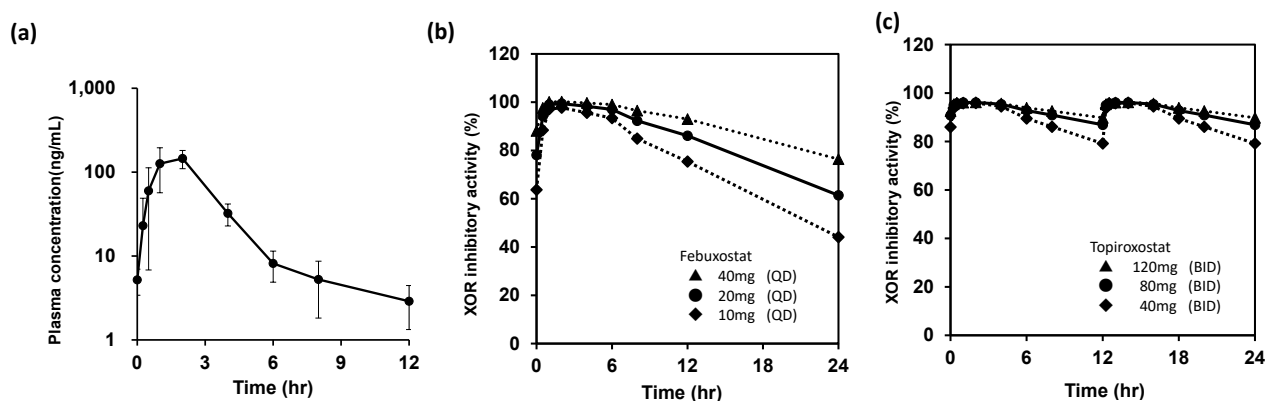 (a)
Plasma concentration(ng/mL)
1,000
100
10
1
0 3 6 9 12
Time (hr)
(b)
XOR inhibitory activity (%)
120
100
80
60
40
20
0
Febuxostat
40mg (QD)
20mg (QD)
10mg (QD)
0 6 12 18 24
Time (hr)
(c)
XOR inhibitory activity (%)
120
100
80
60
40
20
0
Topiroxostat
120mg (BID)
80mg (BID)
40mg (BID)
0 6 12 18 24
Time (hr)